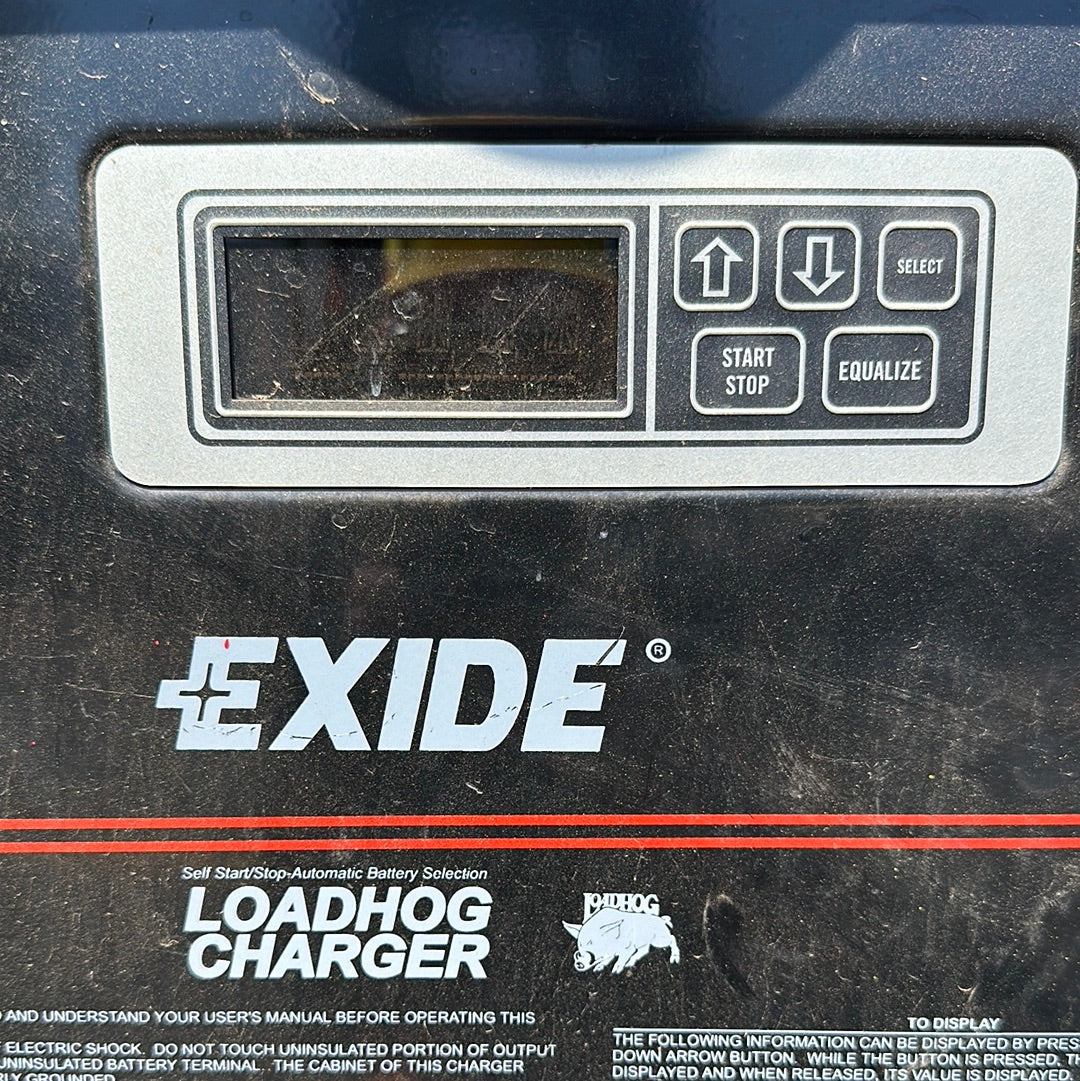 SELECT
START
STOP
EQUALIZE
EXIDE ®
Self Start/Stop-Automatic Battery Selection
LOADHOG
CHARGER
LOADHOG
AND UNDERSTAND YOUR USER'S MANUAL BEFORE OPERATING THIS
ELECTRIC SHOCK. DO NOT TOUCH UNINSULATED PORTION OF OUTPUT
UNINSULATED BATTERY TERMINAL. THE CABINET OF THIS CHARGER
GROUNDED
TO DISPLAY
THE FOLLOWING INFORMATION CAN BE DISPLAYED BY PRES
DOWN ARROW BUTTON. WHILE THE BUTTON IS PRESSED, TH
DISPLAYED AND WHEN RELEASED, ITS VALUE IS DISPLAYED.